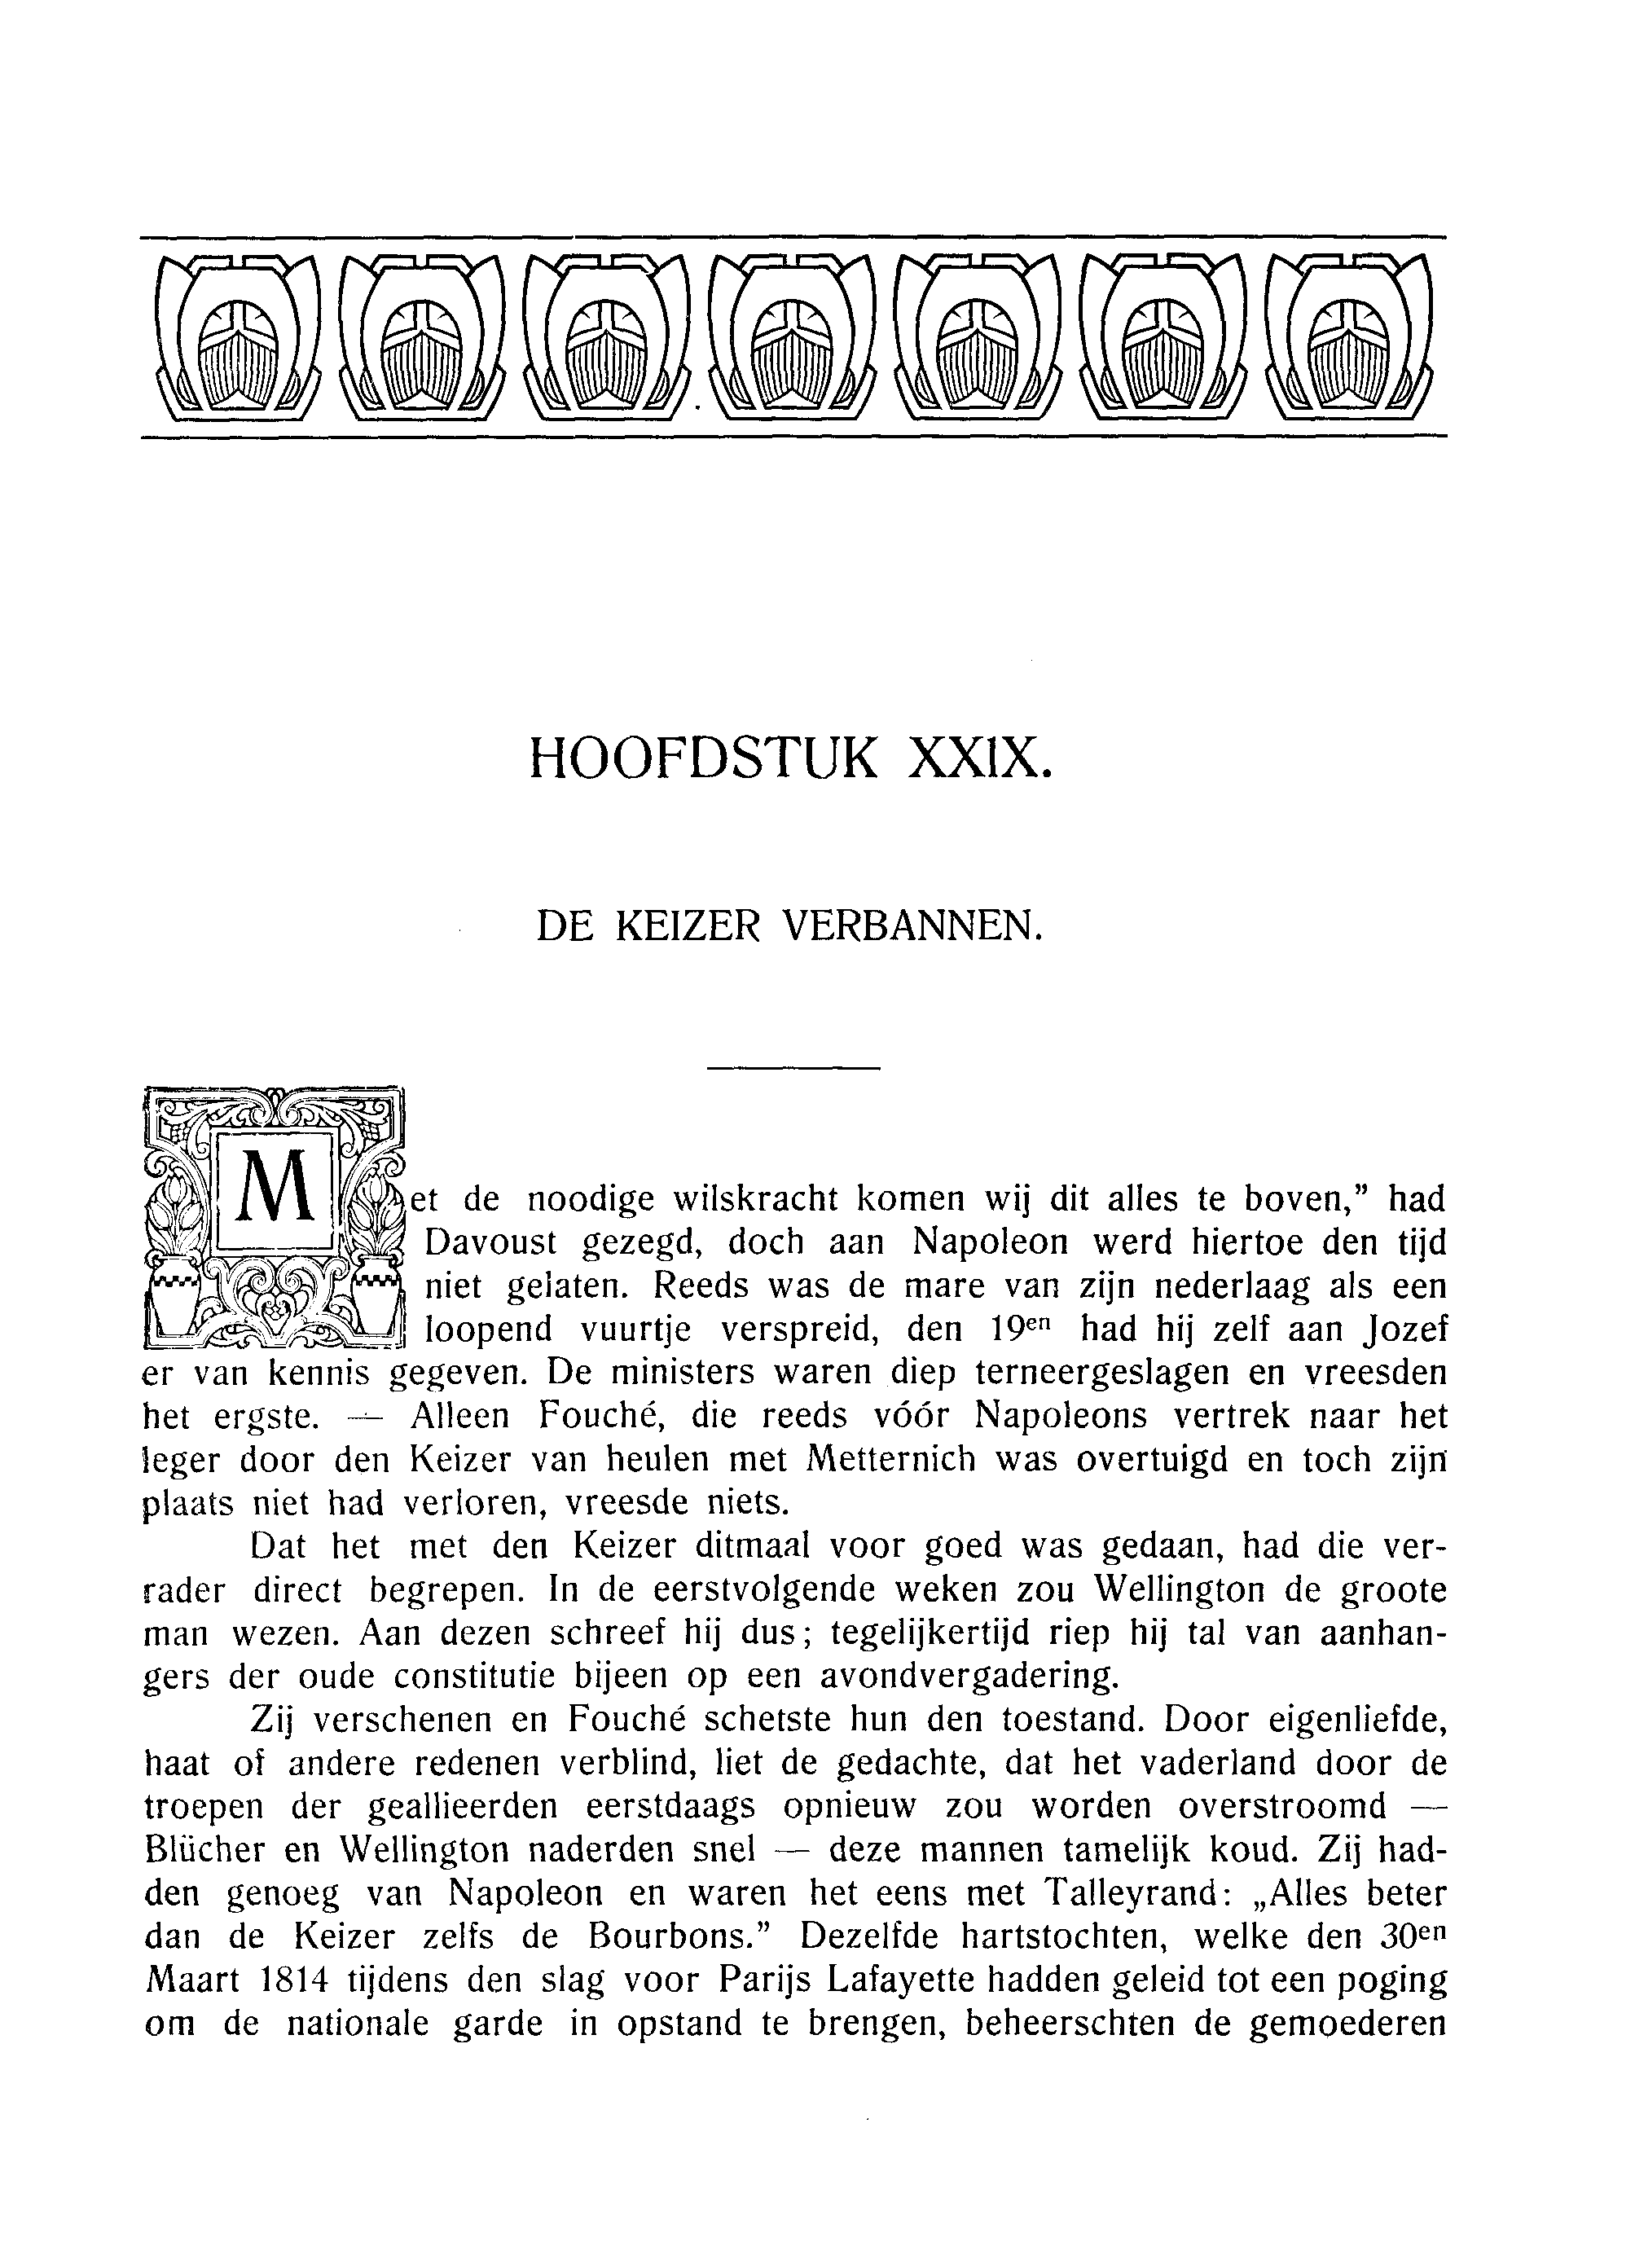 HOOFDSTUK XXIX.
DE KEIZER VERBANNEN.
Met de noodige wilskracht komen wij dit alles te boven,” had
Davoust gezegd, doch aan Napoleon werd hiertoe den tijd
niet gelaten. Reeds was de mare van zijn nederlaag als een
loopend vuurtje verspreid, den 19en had hij zelf aan Jozef
er van kennis gegeven. De ministers waren diep terneergeslagen en vreesden
het ergste. — Alleen Fouché, die reeds vóór Napoleons vertrek naar het
leger door den Keizer van heulen met Metternich was overtuigd en toch zijn
plaats niet had verloren, vreesde niets.
Dat het met den Keizer ditmaal voor goed was gedaan, had die ver-
rader direct begrepen. In de eerstvolgende weken zou Wellington de groote
man wezen. Aan dezen schreef hij dus; tegelijkertijd riep hij tal van aanhan-
gers der oude constitutie bijeen op een avondvergadering.
Zij verschenen en Fouché schetste hun den toestand. Door eigenliefde,
haat of andere redenen verblind, liet de gedachte, dat het vaderland door de
troepen der geallieerden eerstdaags opnieuw zou worden overstroomd —
Blücher en Wellington naderden snel — deze mannen tamelijk koud. Zij had-
den genoeg van Napoleon en waren het eens met Talleyrand: „Alles beter
dan de Keizer zelfs de Bourbons.” Dezelfde hartstochten, welke den 30en
Maart 1814 tijdens den slag voor Parijs Lafayette hadden geleid tot een poging
om de nationale garde in opstand te brengen, beheerschten de gemoederen